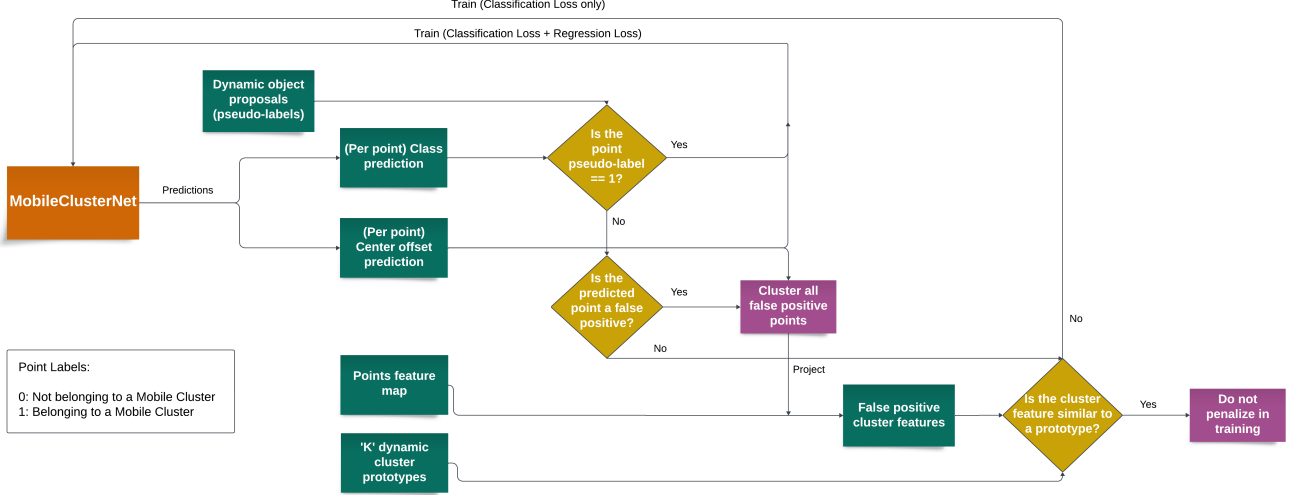 Train (Classification Loss only)
Train (Classification Loss + Regression Loss)
Dynamic object
proposals
(pseudo-labels)
(Per point) Class
prediction
Is the
point
pseudo-label
== 1?
Yes
MobileClusterNet
Predictions
No
(Per point)
Center offset
prediction
Is the
predicted
point a false
positive?
Yes
Cluster all
false positive
points
No
No
Point Labels:
0: Not belonging to a Mobile Cluster
1: Belonging to a Mobile Cluster
Points feature
map
Project
False positive
cluster features
Is the cluster
feature similar to
a prototype?
Yes
Do not
penalize in
training
'K' dynamic
cluster
prototypes